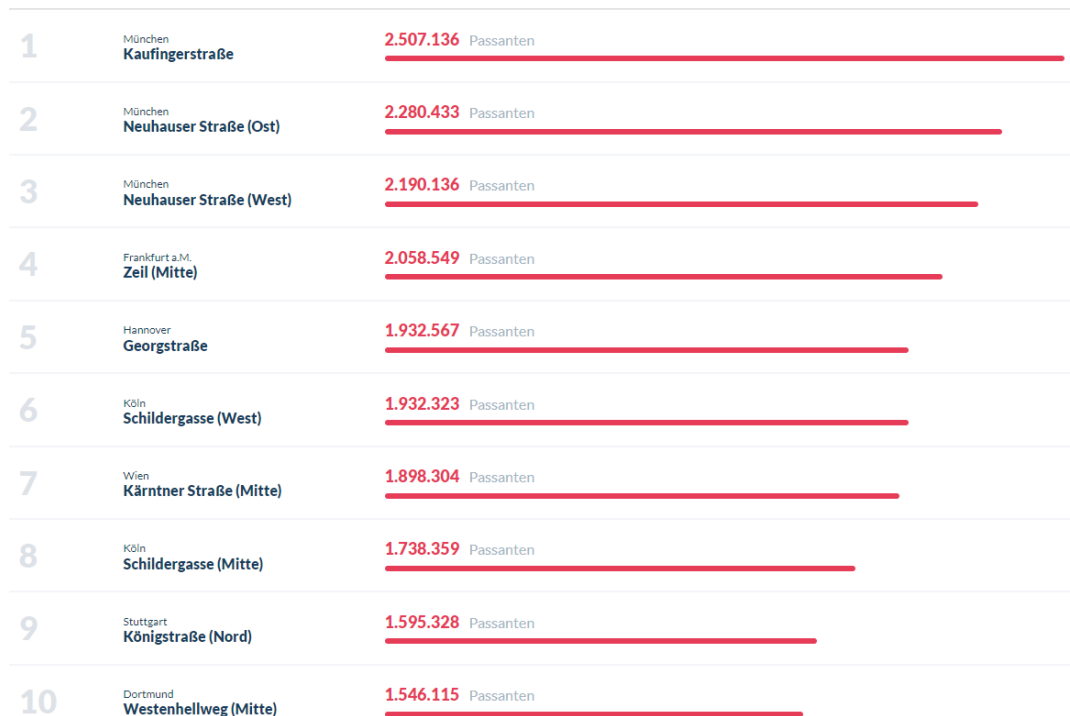 1
München
Kaufingerstraße
2.507.136 Passanten
2
München
Neuhauser Straße (Ost)
2.280.433 Passanten
3
München
Neuhauser Straße (West)
2.190.136 Passanten
4
Frankfurt a.M.
Zeil (Mitte)
2.058.549 Passanten
5
Hannover
Georgstraße
1.932.567 Passanten
6
Köln
Schildergasse (West)
1.932.323 Passanten
7
Wien
Kärntner Straße (Mitte)
1.898.304 Passanten
8
Köln
Schildergasse (Mitte)
1.738.359 Passanten
9
Stuttgart
Königstraße (Nord)
1.595.328 Passanten
10
Dortmund
Westenhellweg (Mitte)
1.546.115 Passanten